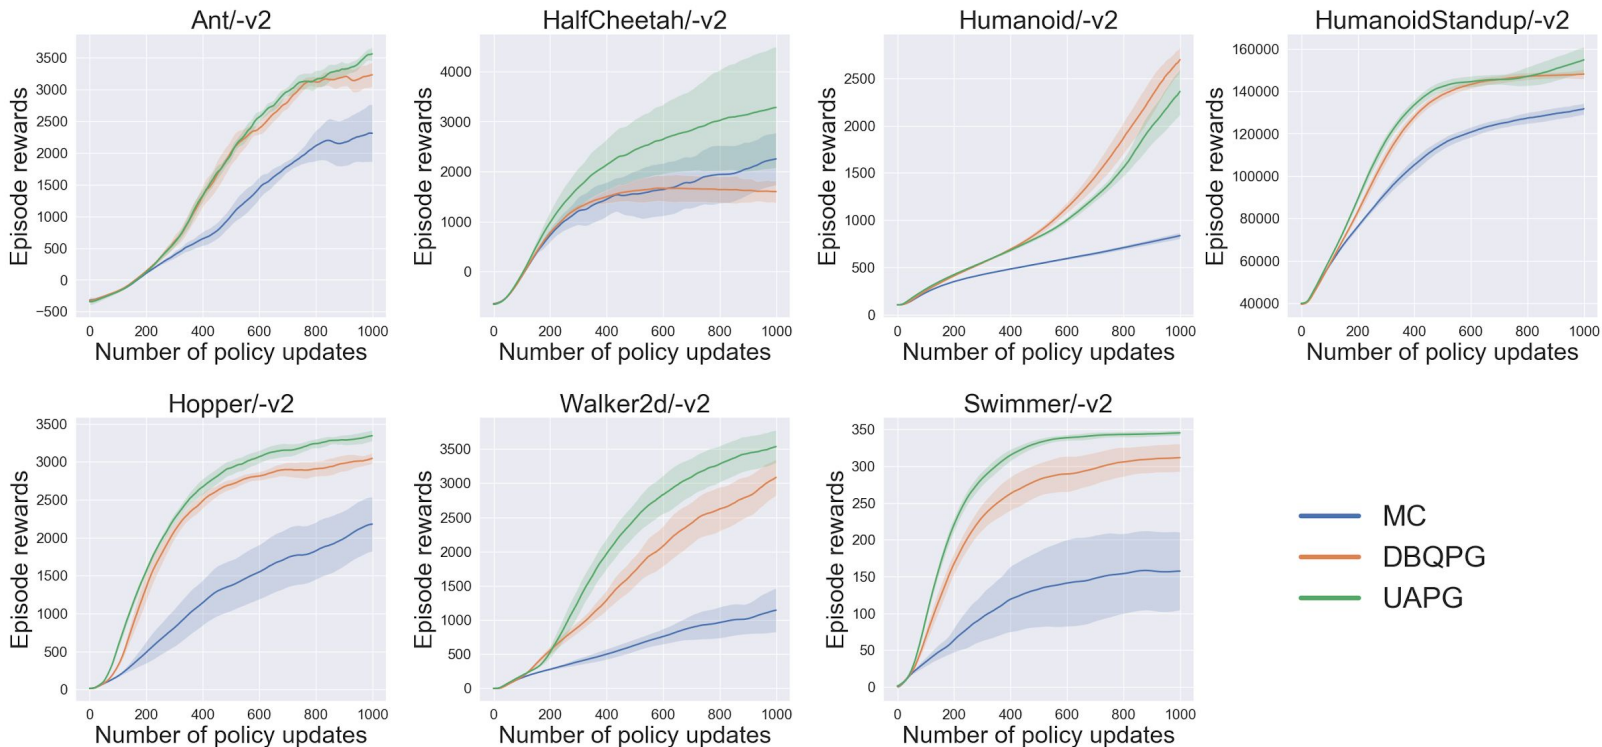 Ant/-v2
3500
3000
2500
2000
1500
1000
500
0
−500
0 200 400 600 800 1000
Number of policy updates
Episode rewards
HalfCheetah/-v2
4000
3000
2000
1000
0
0 200 400 600 800 1000
Number of policy updates
Episode rewards
Humanoid/-v2
2500
2000
1500
1000
500
0
0 200 400 600 800 1000
Number of policy updates
Episode rewards
HumanoidStandup/-v2
160000
140000
120000
100000
80000
60000
40000
0 200 400 600 800 1000
Number of policy updates
Episode rewards
Hopper/-v2
3500
3000
2500
2000
1500
1000
500
0
0 200 400 600 800 1000
Number of policy updates
Episode rewards
Walker2d/-v2
3500
3000
2500
2000
1500
1000
500
0
0 200 400 600 800 1000
Number of policy updates
Episode rewards
Swimmer/-v2
350
300
250
200
150
100
50
0
0 200 400 600 800 1000
Number of policy updates
Episode rewards
MC
DBQPG
UAPG